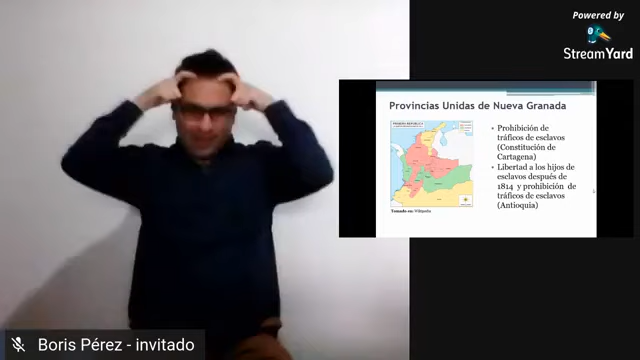 Powered by
StreamYard
Provincias Unidas de Nueva Granada
• Prohibición de
tráficos de esclavos
(Constitución de
Cartagena)
• Libertad a los hijos de
esclavos después de
1814 y prohibición de
tráficos de esclavos
(Antioquia)
Tomado en: Wikipedia
Boris Pérez - invitado